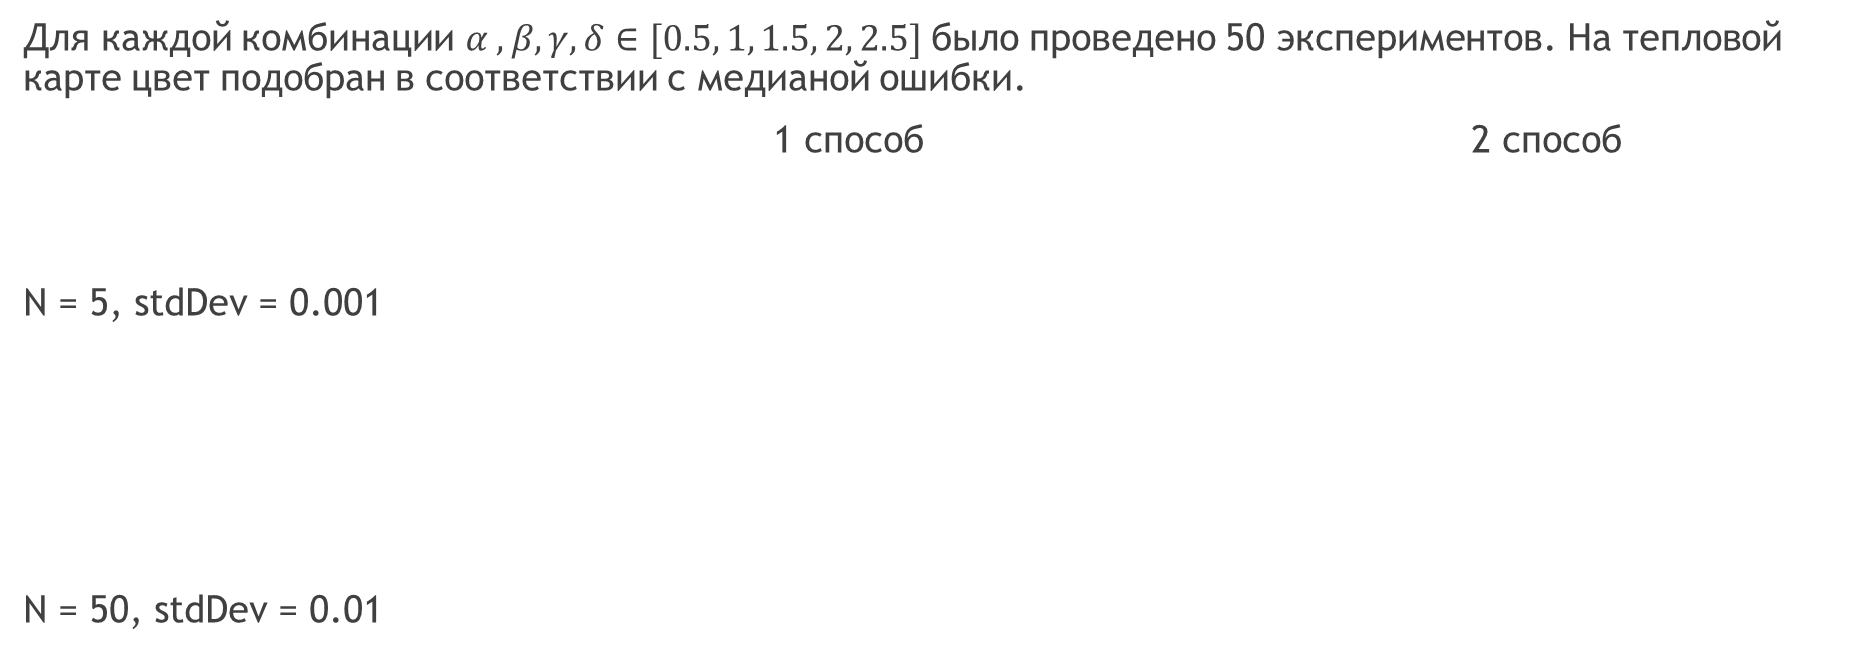 Для каждой комбинации α , β, γ, δ ∈ [0.5, 1, 1.5, 2, 2.5] было проведено 50 экспериментов. На тепловой
карте цвет подобран в соответствии с медианой ошибки.
1 способ 2 способ
N = 5, stdDev = 0.001
N = 50, stdDev = 0.01